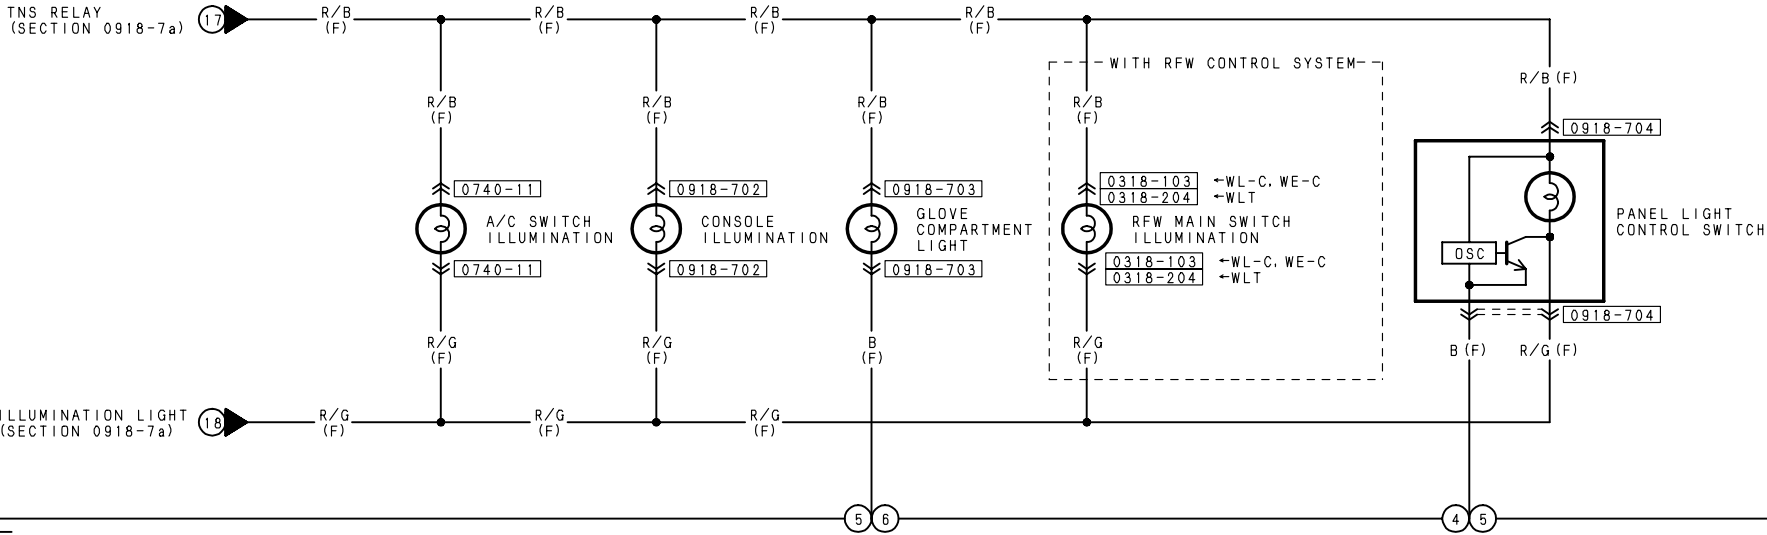 TNS RELAY
(SECTION 0918-7a)
17
R/B
(F)
R/B
(F)
R/B
(F)
R/B
(F)
WITH RFW CONTROL SYSTEM
R/B (F)
R/B
(F)
R/B
(F)
R/B
(F)
R/B
(F)
0918-704
0740-11
0918-702
0918-703
0318-103 ←WL-C, WE-C
0318-204 ←WLT
A/C SWITCH
ILLUMINATION
CONSOLE
ILLUMINATION
GLOVE
COMPARTMENT
LIGHT
RFW MAIN SWITCH
ILLUMINATION
PANEL LIGHT
CONTROL SWITCH
OSC
0740-11
0918-702
0918-703
0318-103 ←WL-C, WE-C
0318-204 ←WLT
0918-704
R/G
(F)
R/G
(F)
B
(F)
R/G
(F)
B (F)
R/G (F)
ILLUMINATION LIGHT
(SECTION 0918-7a)
18
R/G
(F)
R/G
(F)
R/G
(F)
5
6
4
5